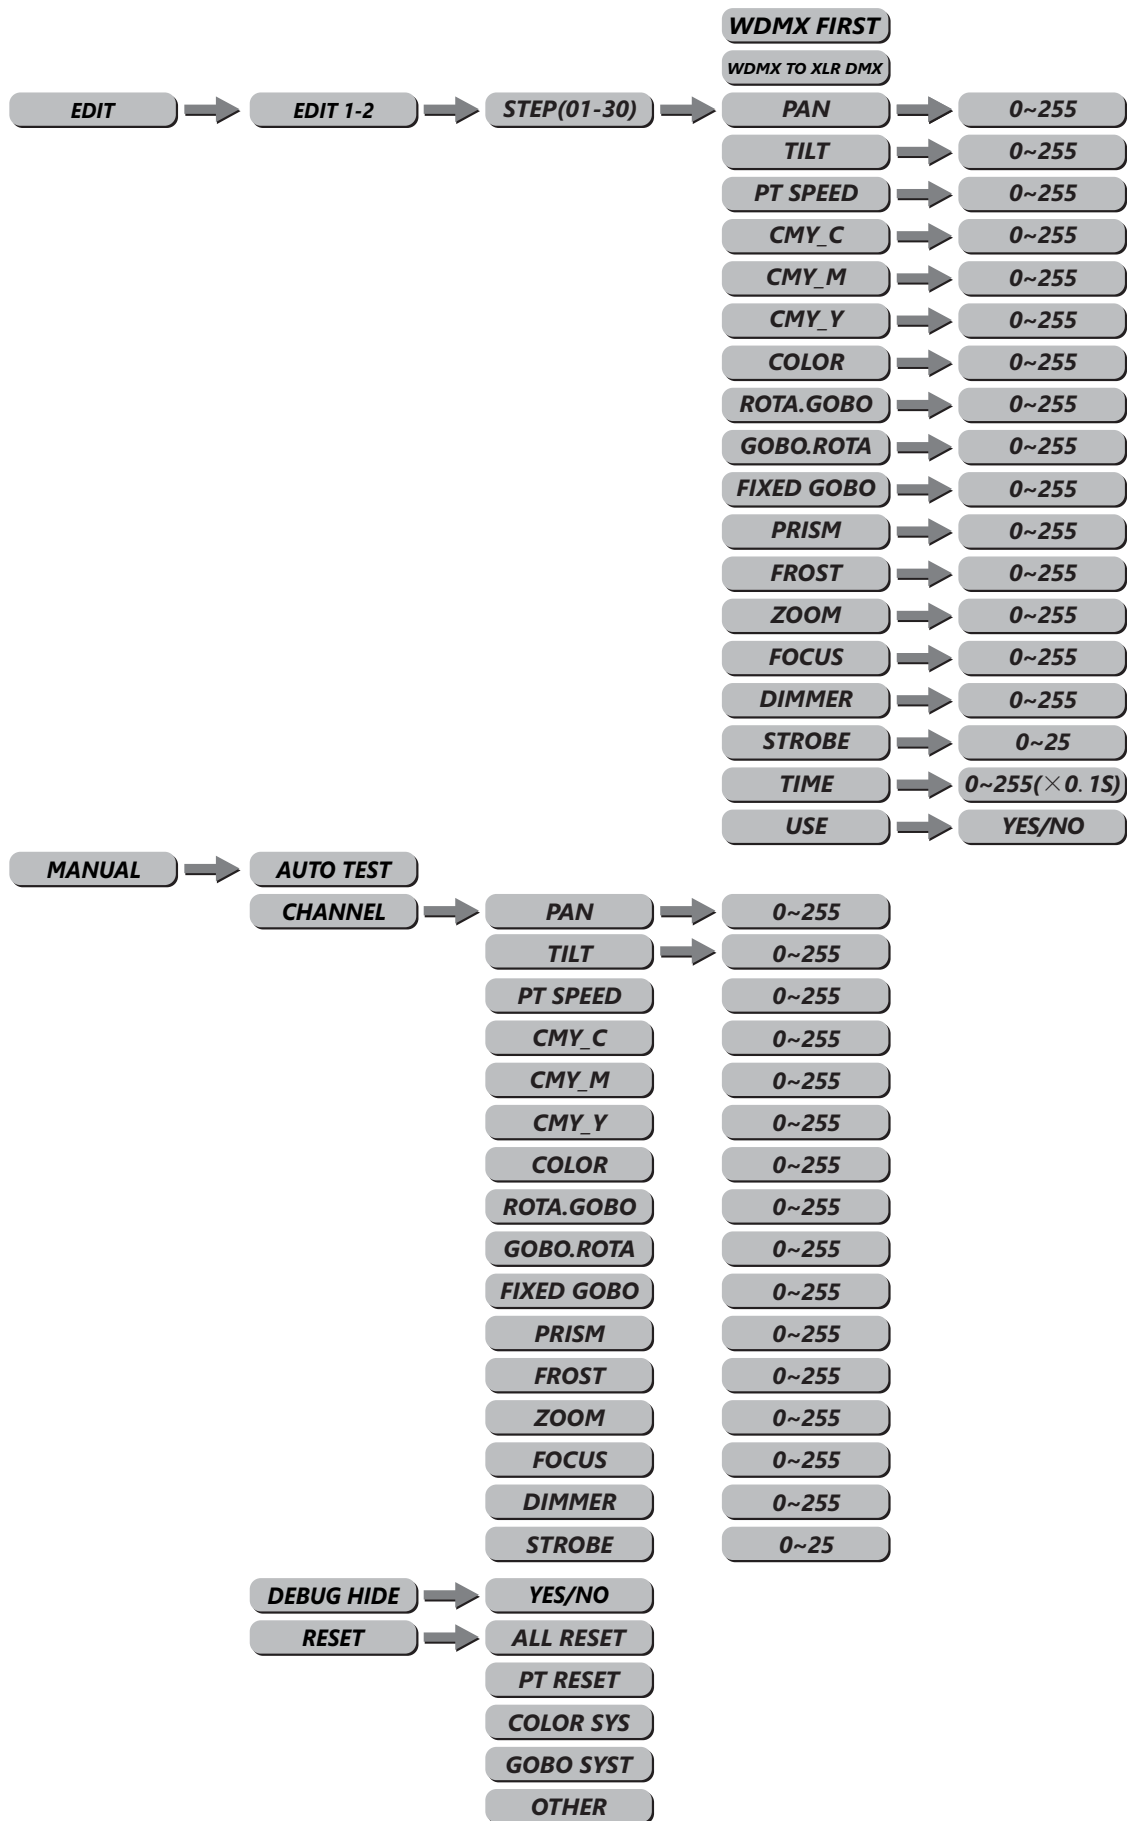 WDMX FIRST
WDMX TO XLR DMX
EDIT EDIT 1-2 STEP(01-30) PAN 0~255
TILT 0~255
PT SPEED 0~255
CMY_C 0~255
CMY_M 0~255
CMY_Y 0~255
COLOR 0~255
ROTA.GOBO 0~255
GOBO.ROTA 0~255
FIXED GOBO 0~255
PRISM 0~255
FROST 0~255
ZOOM 0~255
FOCUS 0~255
DIMMER 0~255
STROBE 0~25
TIME 0~255(×0.1S)
USE YES/NO
MANUAL AUTO TEST
CHANNEL PAN 0~255
TILT 0~255
PT SPEED 0~255
CMY_C 0~255
CMY_M 0~255
CMY_Y 0~255
COLOR 0~255
ROTA.GOBO 0~255
GOBO.ROTA 0~255
FIXED GOBO 0~255
PRISM 0~255
FROST 0~255
ZOOM 0~255
FOCUS 0~255
DIMMER 0~255
STROBE 0~25
DEBUG HIDE YES/NO
RESET ALL RESET
PT RESET
COLOR SYS
GOBO SYST
OTHER